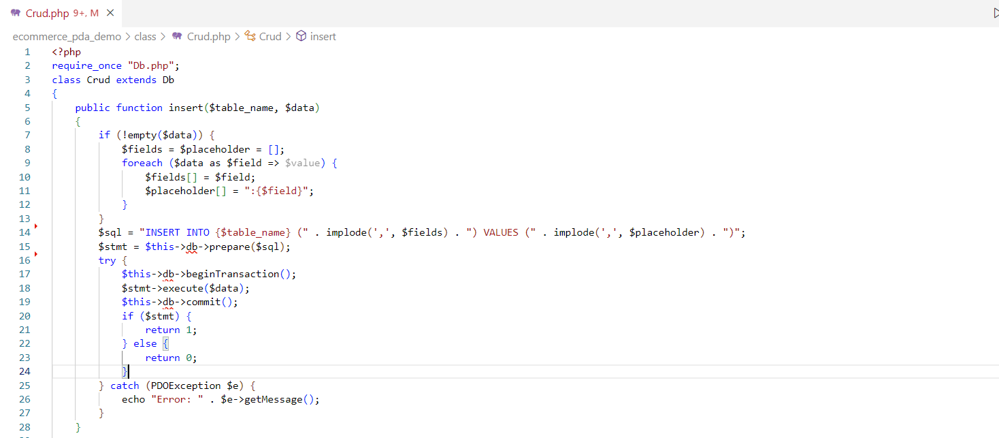 Crud.php 9+, M
ecommerce_pda_demo > class > Crud.php > Crud > insert
1 <?php
2 require_once "Db.php";
3 class Crud extends Db
4 {
5     public function insert($table_name, $data)
6     {
7         if (!empty($data)) {
8             $fields = $placeholder = [];
9             foreach ($data as $field => $value) {
10                 $fields[] = $field;
11                 $placeholder[] = ":{$field}";
12             }
13         }
14         $sql = "INSERT INTO {$table_name} (" . implode(',', $fields) . ") VALUES (" . implode(',', $placeholder) . ")";
15         $stmt = $this->db->prepare($sql);
16         try {
17             $this->db->beginTransaction();
18             $stmt->execute($data);
19             $this->db->commit();
20             if ($stmt) {
21                 return 1;
22             } else {
23                 return 0;
24             }
25         } catch (PDOException $e) {
26             echo "Error: " . $e->getMessage();
27         }
28     }